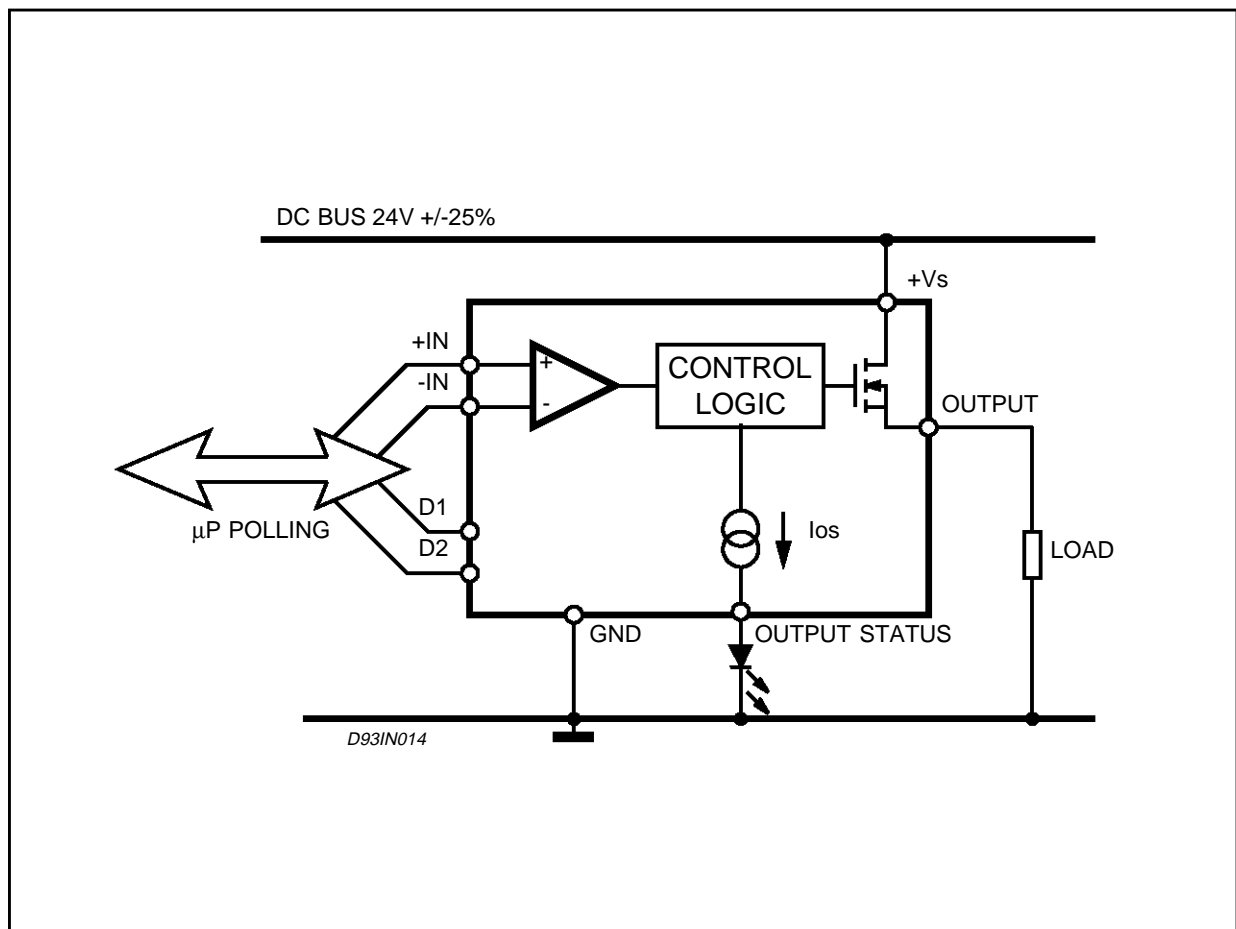 DC BUS 24V +/-25%
+Vs
+IN
-IN
+
-
CONTROL
LOGIC
OUTPUT
D1
D2
µP POLLING
Ios
LOAD
GND
OUTPUT STATUS
D93IN014